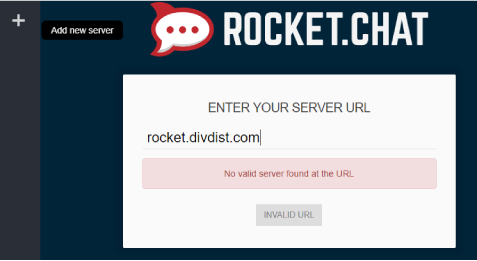 +
Add new server
ROCKET.CHAT
ENTER YOUR SERVER URL
rocket.divdist.com
No valid server found at the URL
INVALID URL